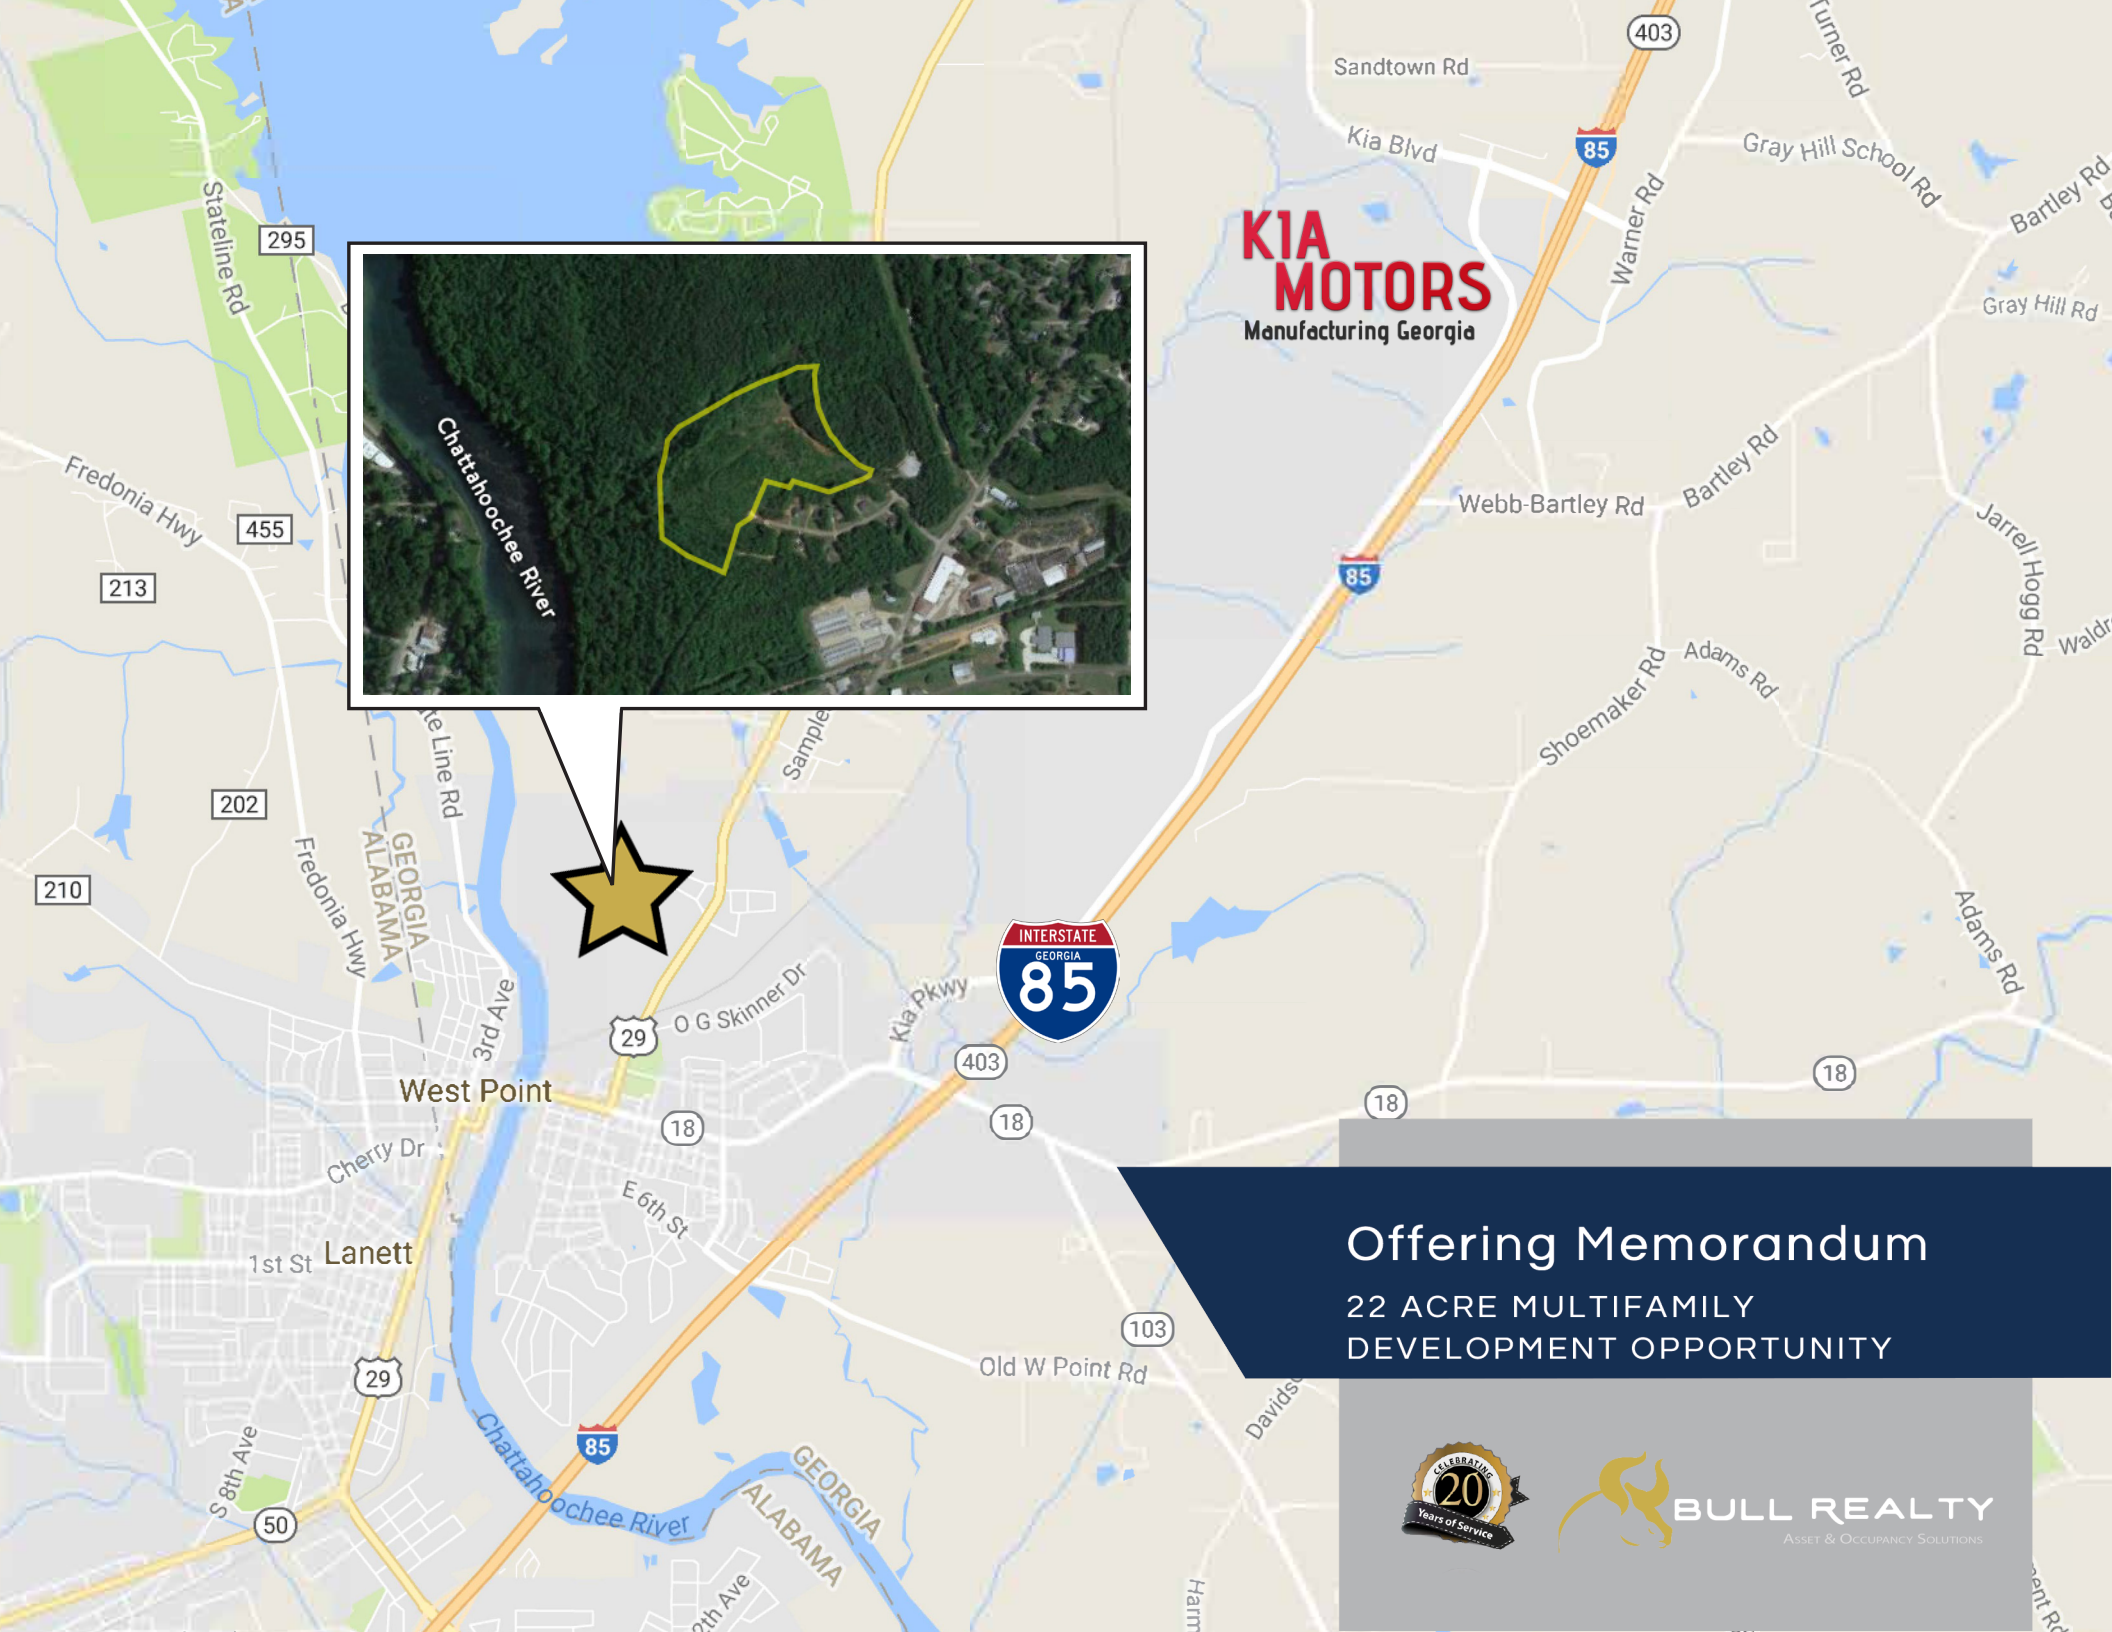 403
Sandtown Rd
Turner Rd
Kia Blvd
85
Gray Hill School Rd
Bartley Rd
Stateline Rd
295
Warner Rd
KIA
MOTORS
Manufacturing Georgia
Gray Hill Rd
Chattahoochee River
Fredonia Hwy
455
213
Webb-Bartley Rd
Bartley Rd
Jarrell Hogg Rd
85
Adams Rd
Shoemaker Rd
Line Rd
202
GEORGIA
ALABAMA
Fredonia Hwy
210
INTERSTATE
GEORGIA
85
Adams Rd
3rd Ave
29
O G Skinner Dr
Kia Pkwy
403
18
West Point
18
18
18
Cherry Dr
E 6th St
1st St
Lanett
Offering Memorandum
22 ACRE MULTIFAMILY
DEVELOPMENT OPPORTUNITY
103
Old W Point Rd
29
85
Chattahoochee River
GEORGIA
ALABAMA
S 8th Ave
50
CELEBRATING
20
Years of Service
BULL REALTY
ASSET & OCCUPANCY SOLUTIONS